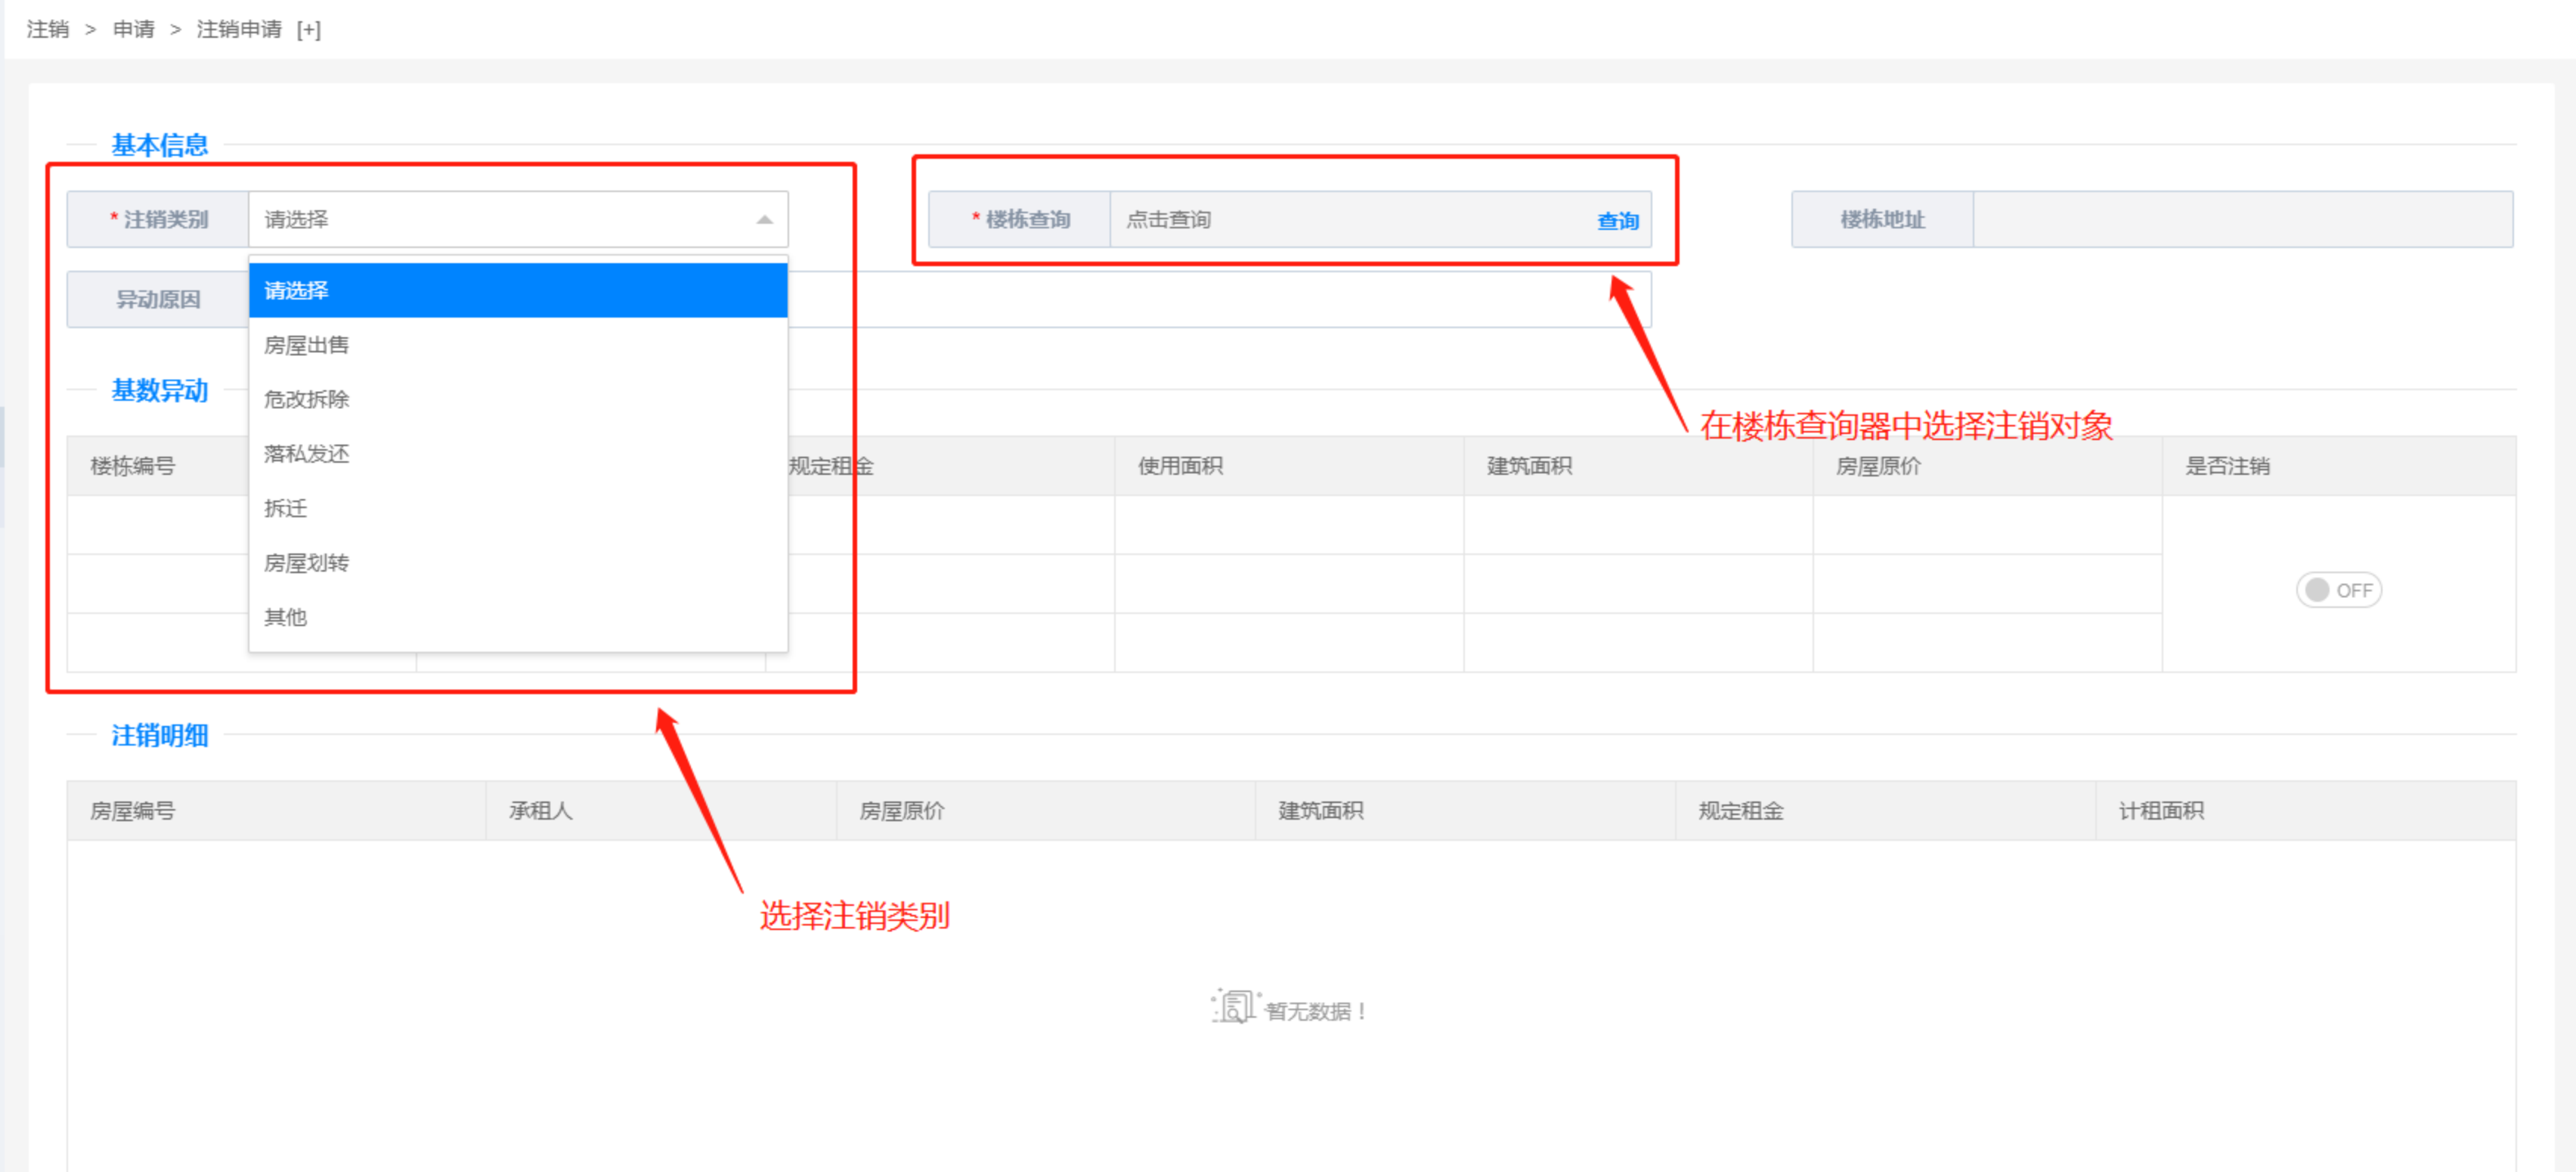 注销 > 申请 > 注销申请 [+]
基本信息
* 注销类别 请选择
* 楼栋查询 点击查询 查询
楼栋地址
异动原因
请选择
房屋出售
危改拆除
落私发还
拆迁
房屋划转
其他
在楼栋查询器中选择注销对象
基数异动
楼栋编号 规定租金 使用面积 建筑面积 房屋原价 是否注销
OFF
注销明细
房屋编号 承租人 房屋原价 建筑面积 规定租金 计租面积
选择注销类别
暂无数据！